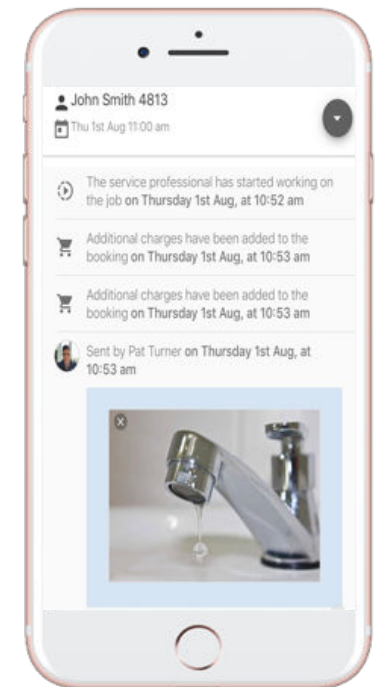 John Smith 4813
Thu 1st Aug 11:00 am
The service professional has started working on
the job on Thursday 1st Aug, at 10:52 am
Additional charges have been added to the
booking on Thursday 1st Aug, at 10:53 am
Additional charges have been added to the
booking on Thursday 1st Aug, at 10:53 am
Sent by Pat Turner on Thursday 1st Aug, at
10:53 am